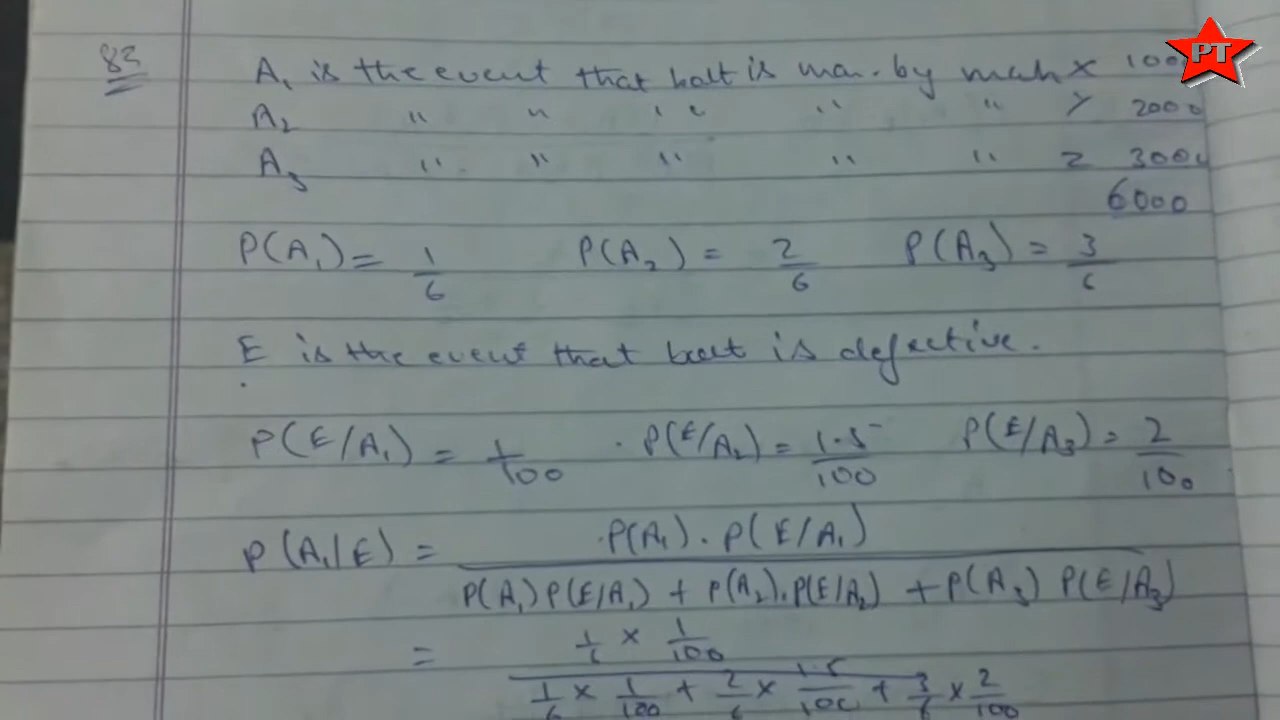 83
A₁ is the event that bolt is man. by mach X 1000
A₂ " " " " " Y 2000
A₃ " " " " " Z 3000
6000
P(A₁) = 1/6 P(A₂) = 2/6 P(A₃) = 3/6
E is the event that bolt is defective.
P(E/A₁) = 1/100 . P(E/A₂) = 1.5/100 P(E/A₃) = 2/100
P(A₁/E) = P(A₁) . P(E/A₁) / P(A₁) P(E/A₁) + P(A₂).P(E/A₂) + P(A₃) P(E/A₃)
= 1/6 × 1/100 / 1/6 × 1/100 + 2/6 × 1.5/100 + 3/6 × 2/100
PT